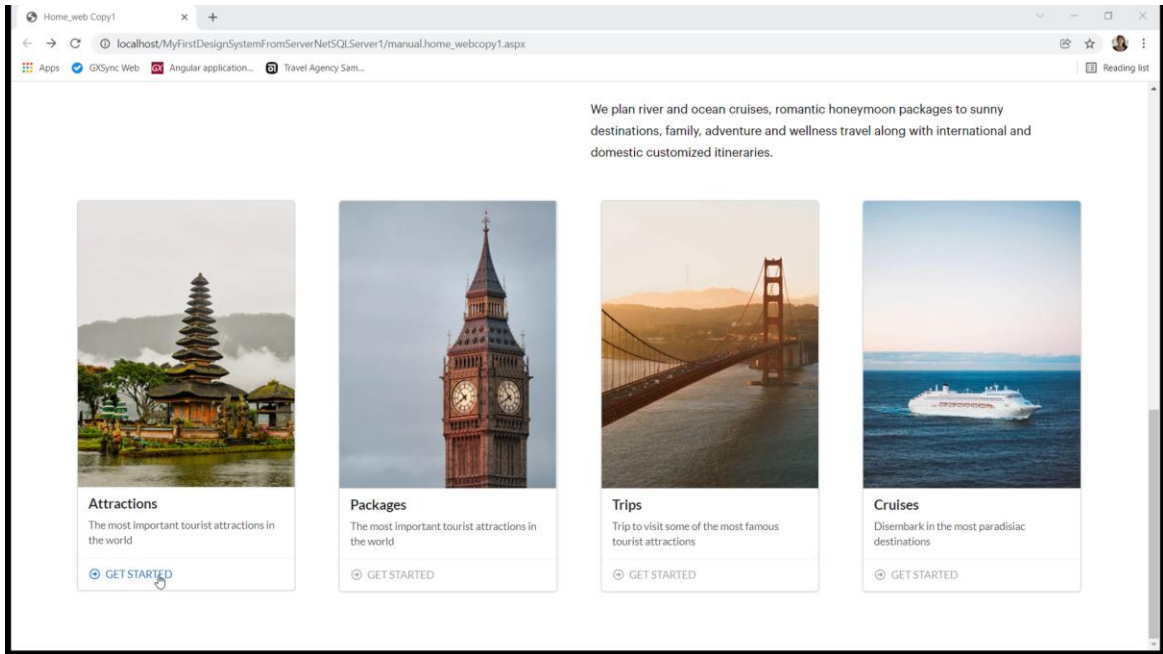 Home_web Copy1
localhost/MyFirstDesignSystemFromServerNetSQLServer1/manual.home_webcopy1.aspx
Apps GXSync Web GX Angular application... Travel Agency Sam... Reading list
We plan river and ocean cruises, romantic honeymoon packages to sunny
destinations, family, adventure and wellness travel along with international and
domestic customized itineraries.
Attractions
The most important tourist attractions in
the world
GET STARTED
Packages
The most important tourist attractions in
the world
GET STARTED
Trips
Trip to visit some of the most famous
tourist attractions
GET STARTED
Cruises
Disembark in the most paradisiac
destinations
GET STARTED